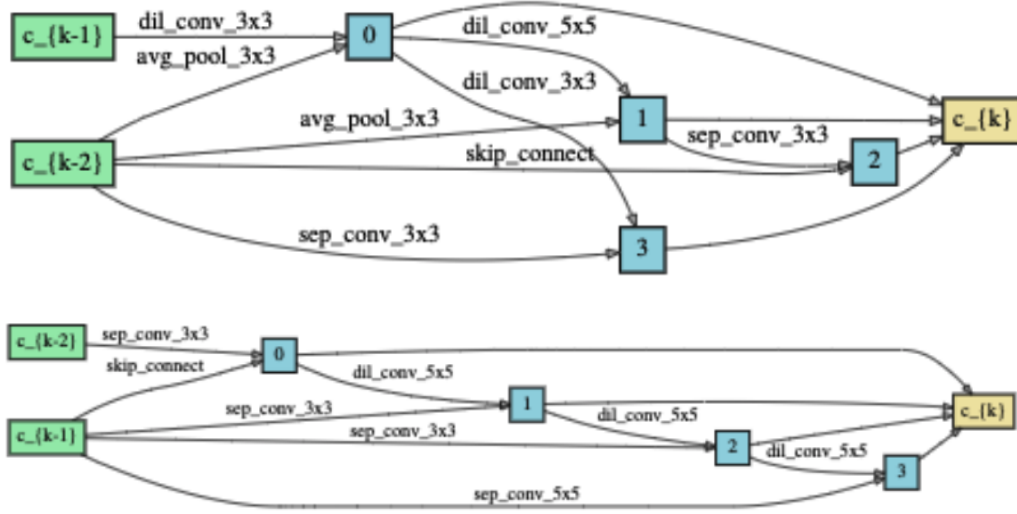 c_{k-1}
dil_conv_3x3
avg_pool_3x3
0
dil_conv_5x5
dil_conv_3x3
avg_pool_3x3
1
c_{k}
sep_conv_3x3
c_{k-2}
skip_connect
2
sep_conv_3x3
3
c_{k-2}
sep_conv_3x3
0
skip_connect
dil_conv_5x5
sep_conv_3x3
1
dil_conv_5x5
c_{k}
c_{k-1}
sep_conv_3x3
2
dil_conv_5x5
3
sep_conv_5x5